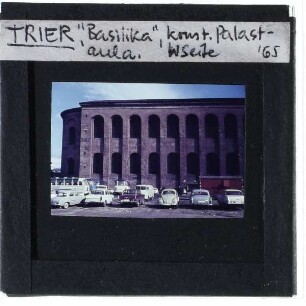 TRIER, "Basilika", konst. Palast-
aula. Wseite '65